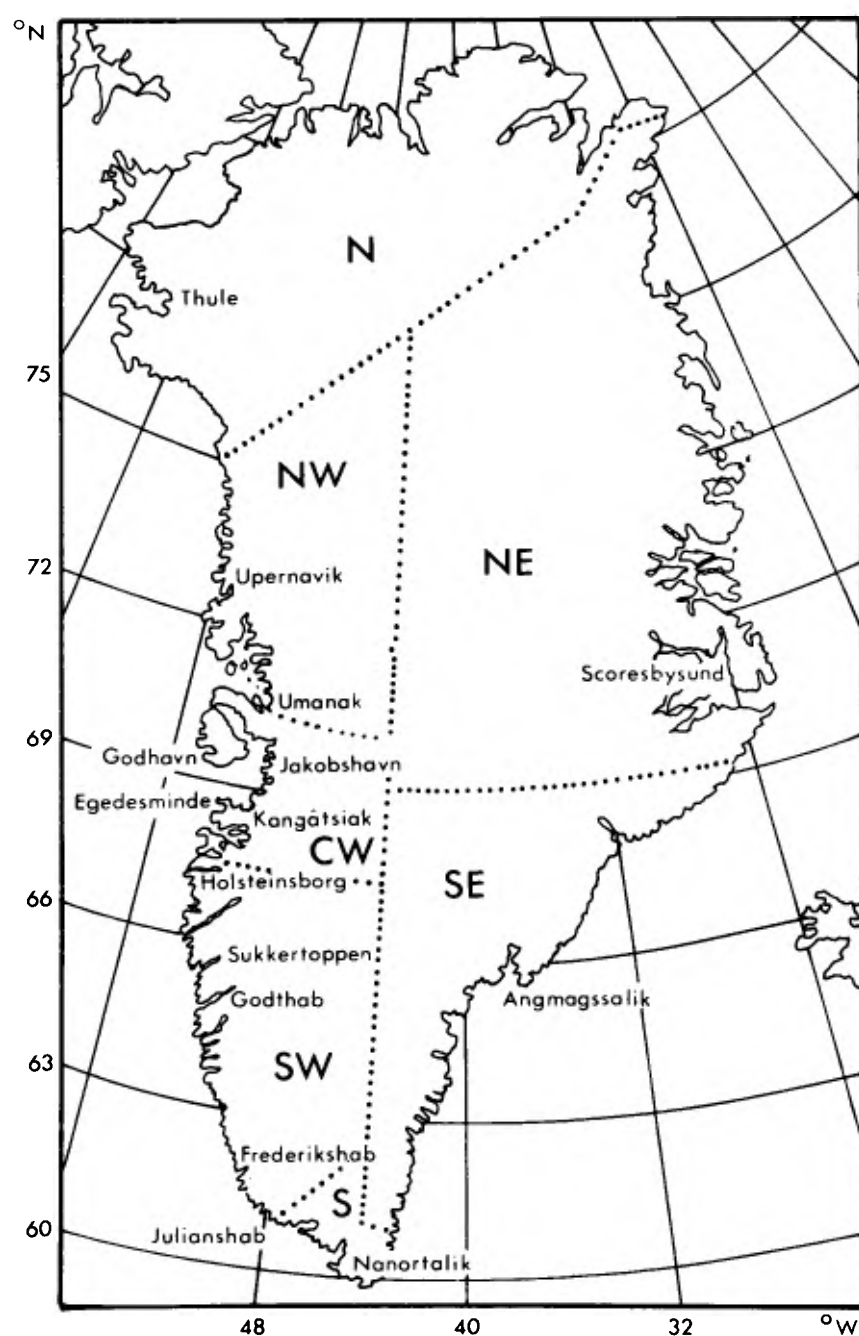 °N
N
Thule
75
NW
NE
72
Upernavik
Scoresbysund
Umanak
69
Godhavn
Jakobshavn
Egedesminde
Kangâtsiak
CW
Holsteinsborg
SE
66
Sukkertoppen
Godthab
Angmagssalik
SW
63
Frederikshab
S
60
Julianshab
Nanortalik
48 40 32 °W